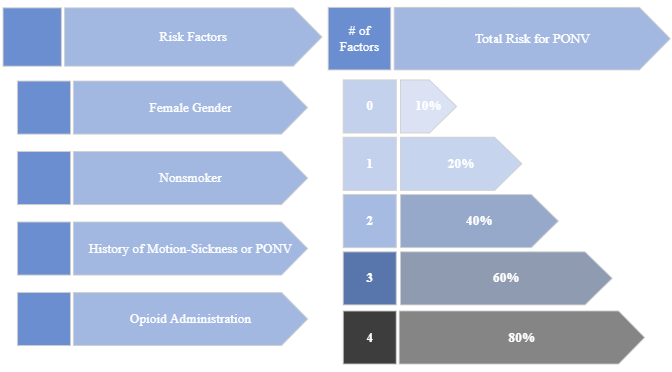 Risk Factors
Female Gender
Nonsmoker
History of Motion-Sickness or PONV
Opioid Administration
# of
Factors
Total Risk for PONV
0
10%
1
20%
2
40%
3
60%
4
80%